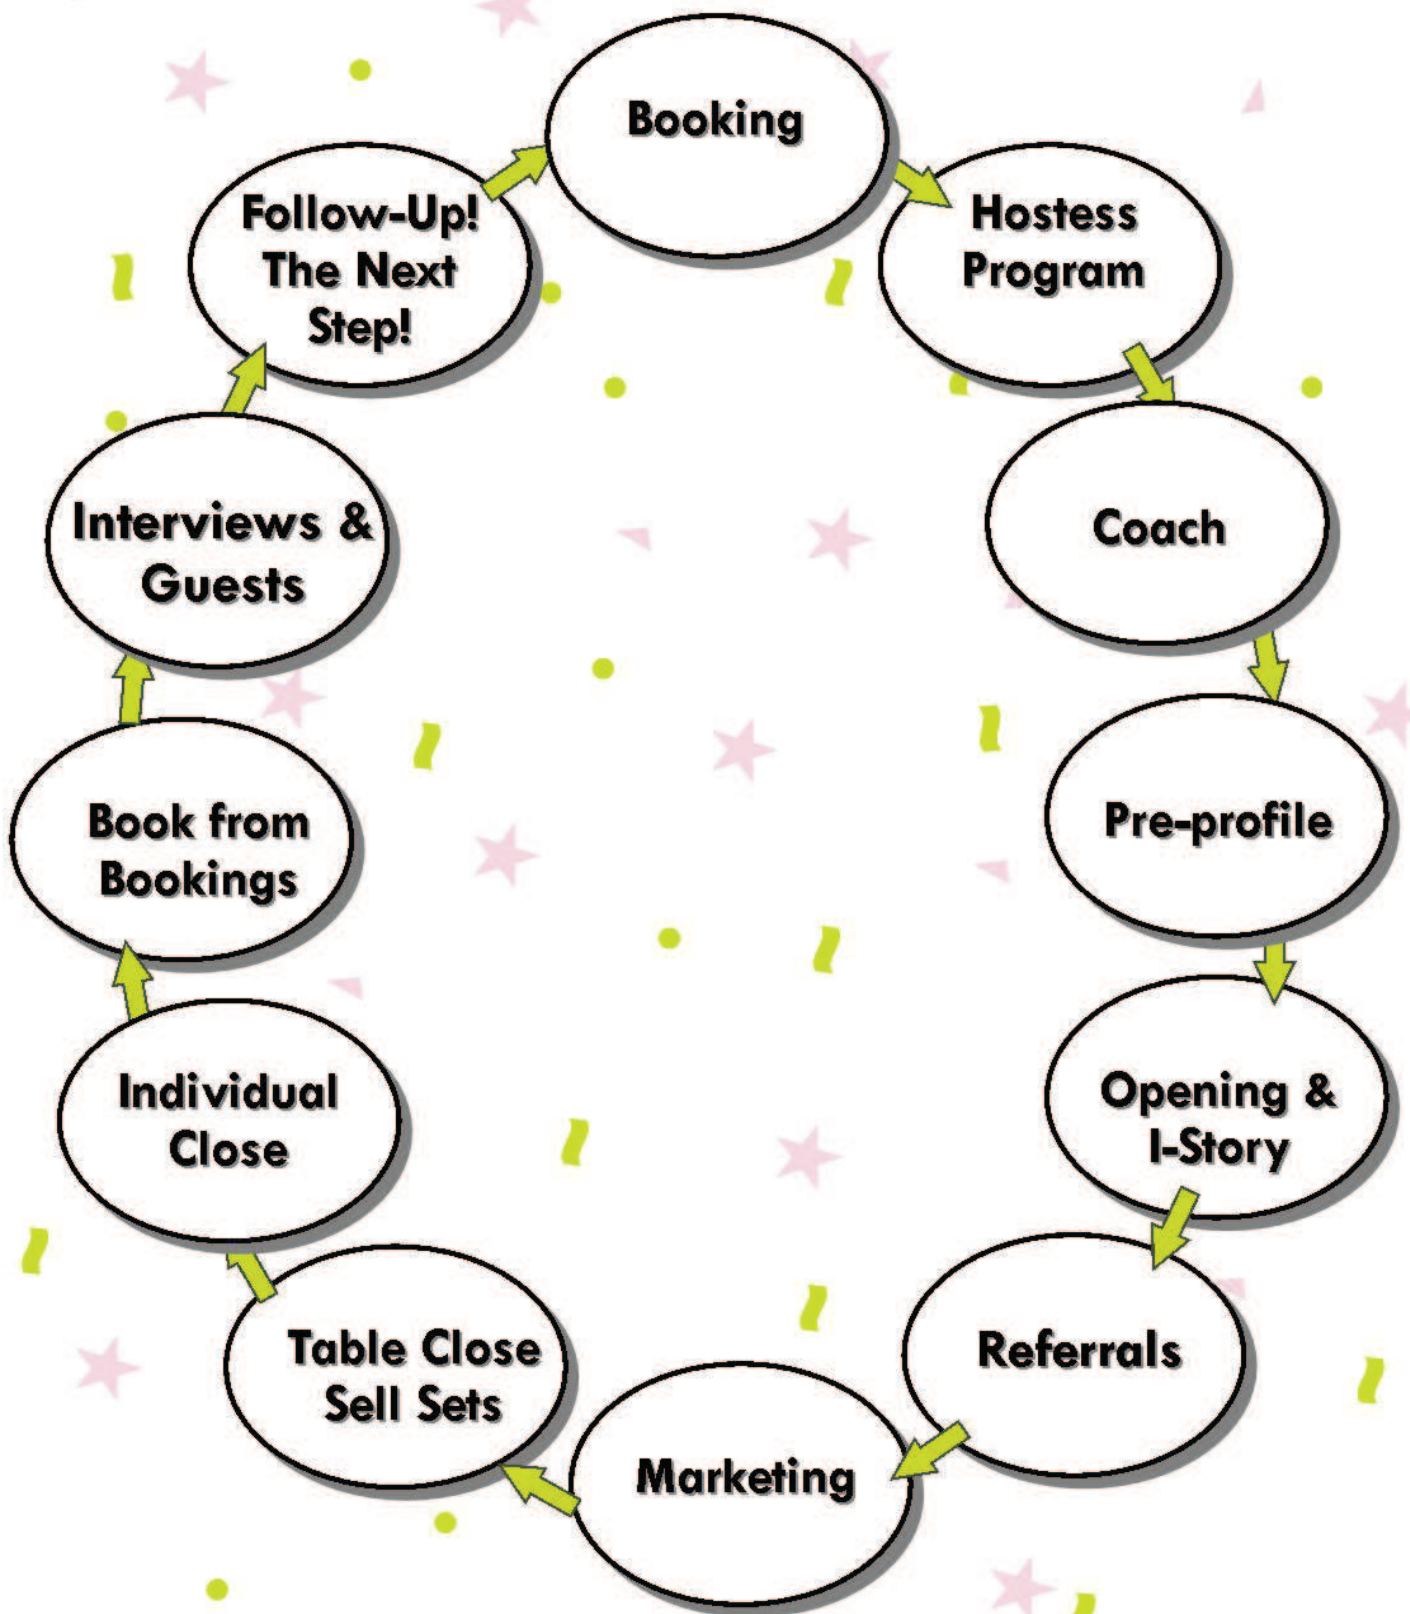 Booking
Hostess
Program
Coach
Pre-profile
Opening &
I-Story
Referrals
Marketing
Table Close
Sell Sets
Individual
Close
Book from
Bookings
Interviews &
Guests
Follow-Up!
The Next
Step!